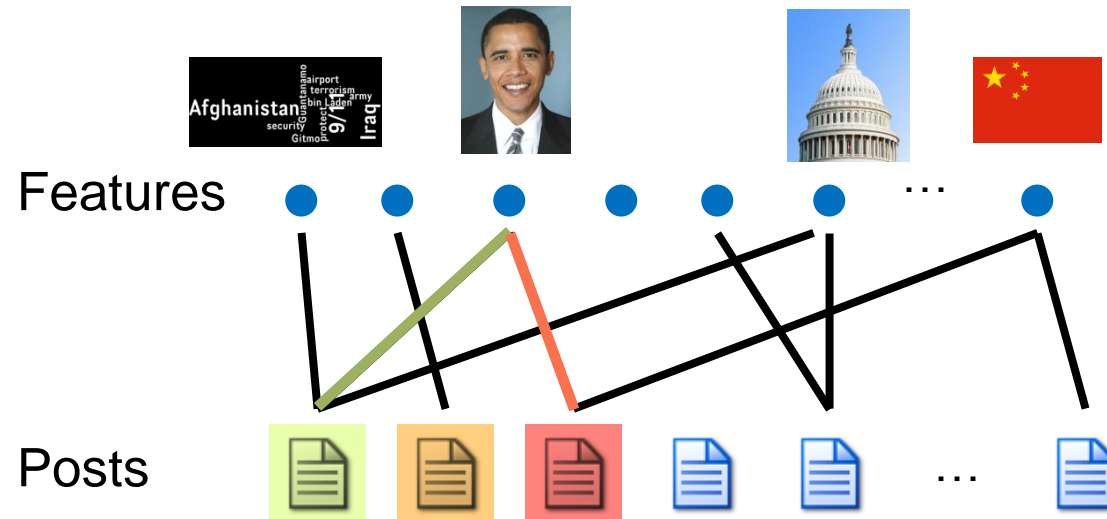 Afghanistan
Guantanamo
airport
terrorism
bin Laden
army
security
protect
9/11
Iraq
Gitmo
Features
...
Posts
...